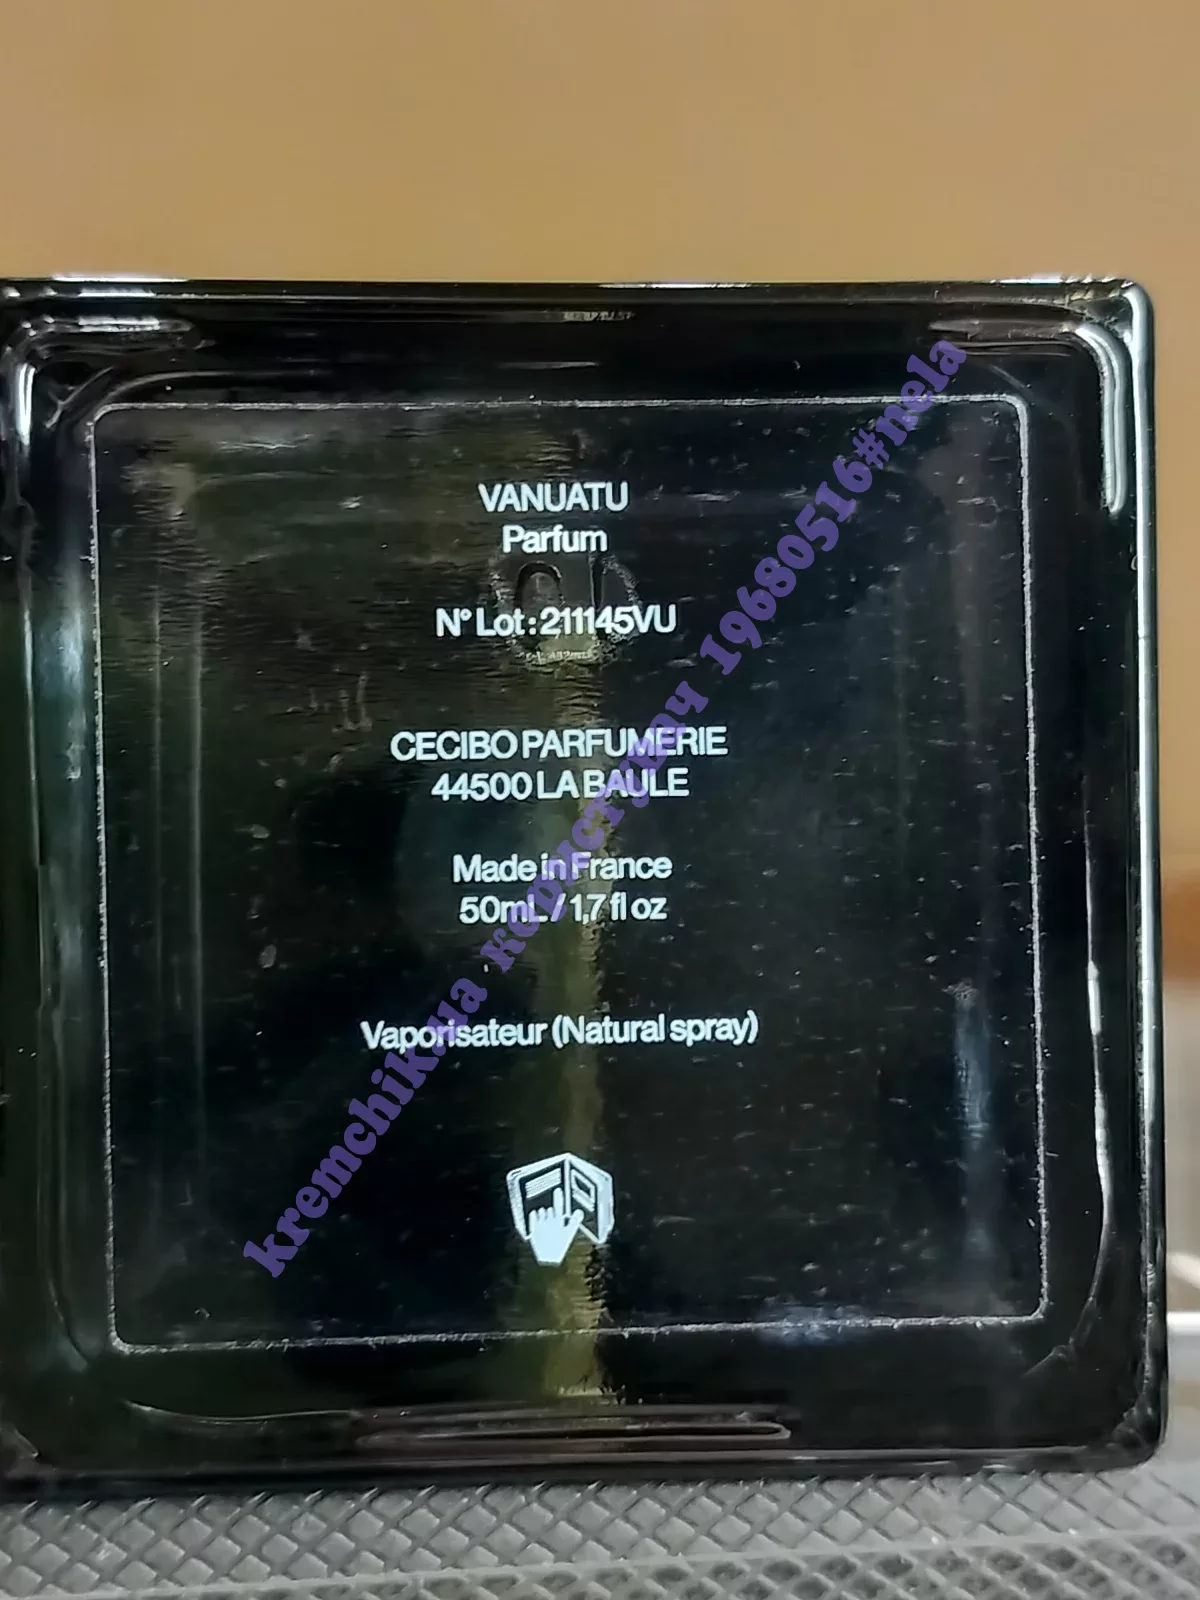 VANUATU
Parfum
N° Lot : 211145VU
CECIBO PARFUMERIE
44500 LA BAULE
Made in France
50mL / 1,7 fl oz
Vaporisateur (Natural spray)
kremchik.ua користувач 19680516#nela